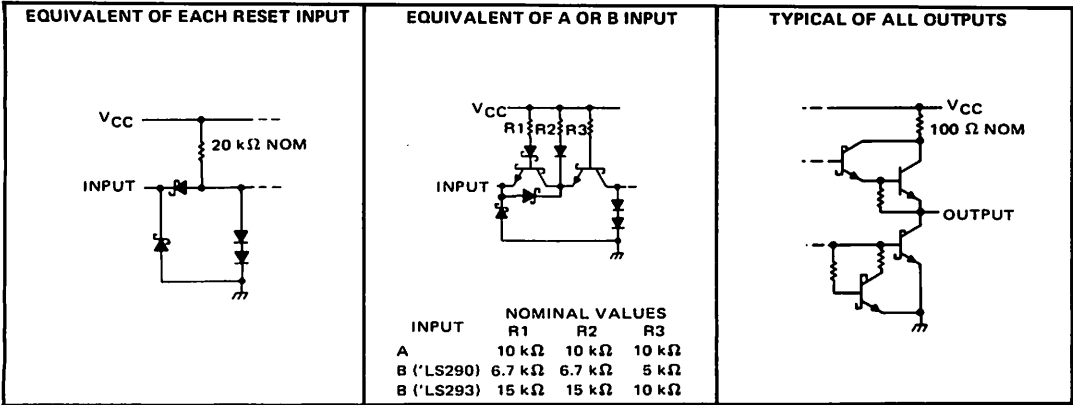 EQUIVALENT OF EACH RESET INPUT
VCC
20 kΩ NOM
INPUT
EQUIVALENT OF A OR B INPUT
VCC
R1 R2 R3
INPUT
NOMINAL VALUES
INPUT R1 R2 R3
A 10 kΩ 10 kΩ 10 kΩ
B ('LS290) 6.7 kΩ 6.7 kΩ 5 kΩ
B ('LS293) 15 kΩ 15 kΩ 10 kΩ
TYPICAL OF ALL OUTPUTS
VCC
100 Ω NOM
OUTPUT